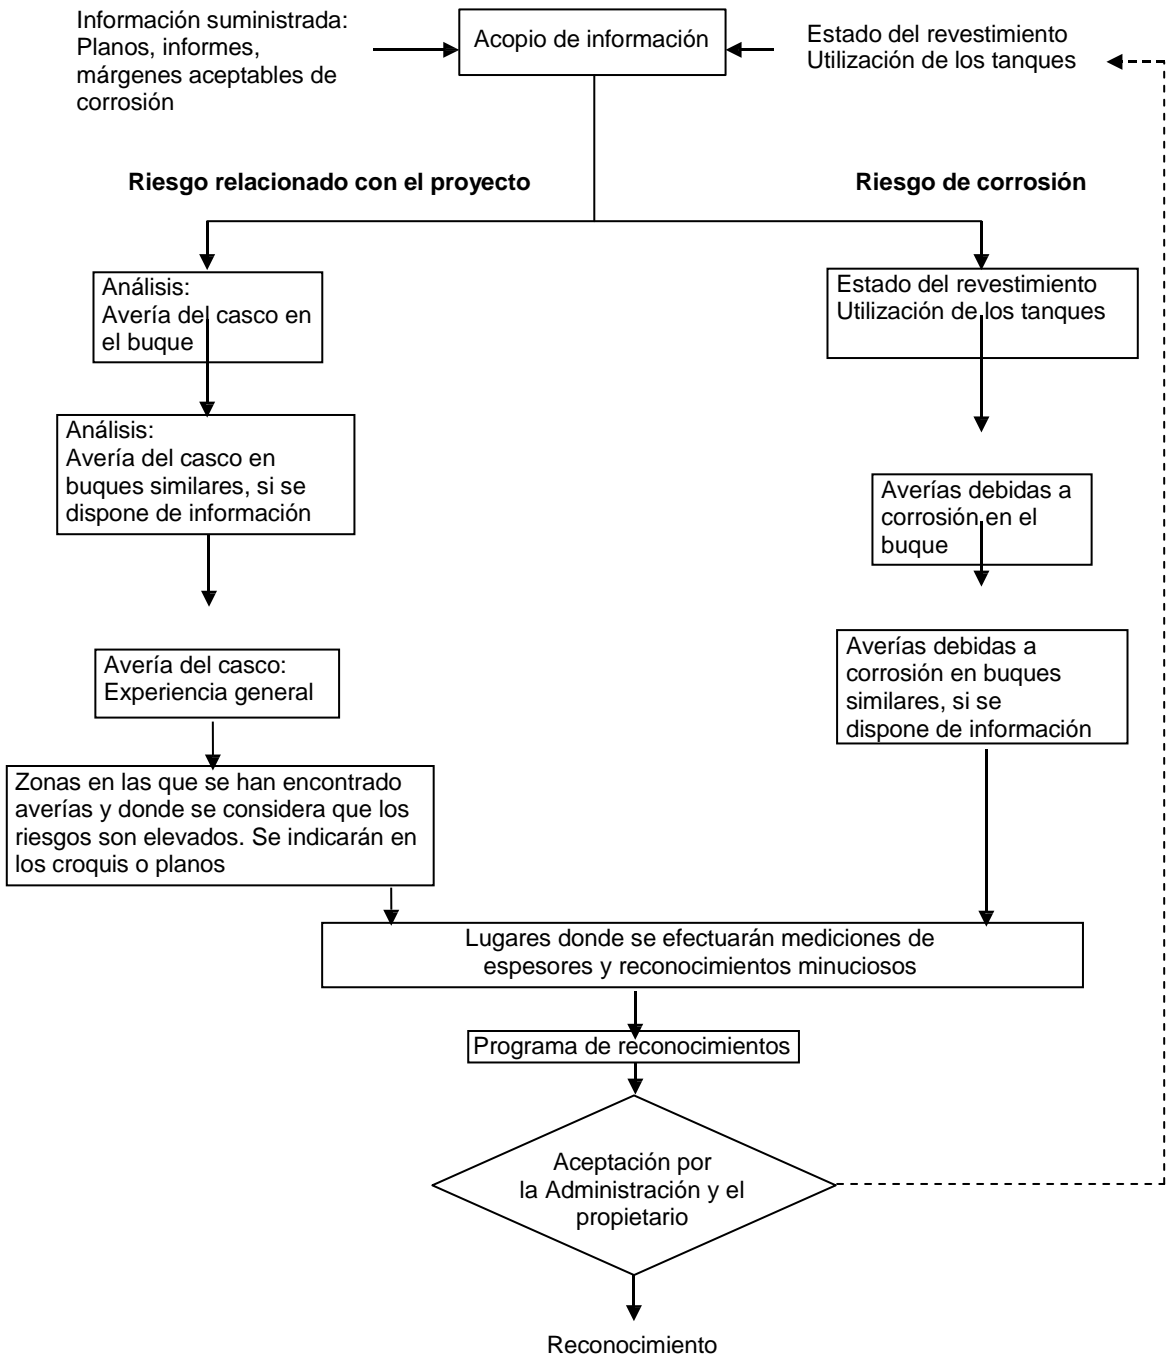 Información suministrada:
Planos, informes,
márgenes aceptables de
corrosión
Acopio de información
Estado del revestimiento
Utilización de los tanques
Riesgo relacionado con el proyecto
Riesgo de corrosión
Análisis:
Avería del casco en
el buque
Estado del revestimiento
Utilización de los tanques
Análisis:
Avería del casco en
buques similares, si se
dispone de información
Averías debidas a
corrosión en el
buque
Avería del casco:
Experiencia general
Averías debidas a
corrosión en buques
similares, si se
dispone de información
Zonas en las que se han encontrado
averías y donde se considera que los
riesgos son elevados. Se indicarán en
los croquis o planos
Lugares donde se efectuarán mediciones de
espesores y reconocimientos minuciosos
Programa de reconocimientos
Aceptación por
la Administración y el
propietario
Reconocimiento